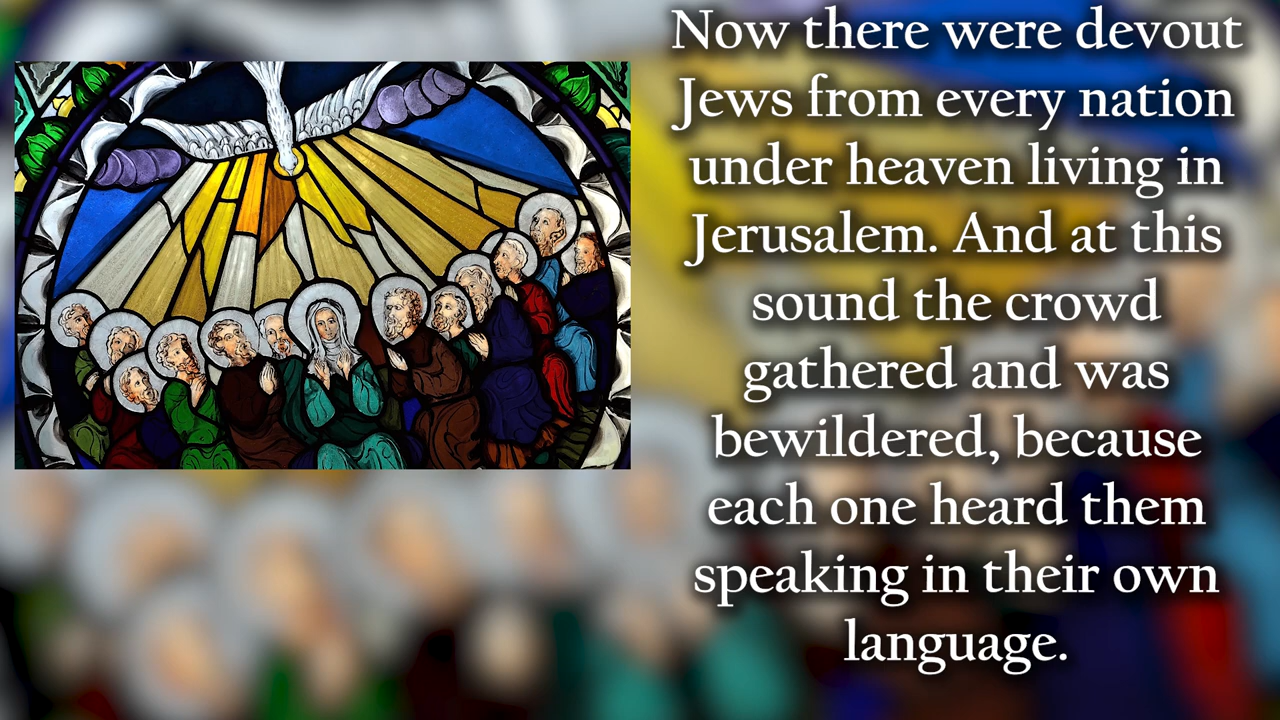 Now there were devout
Jews from every nation
under heaven living in
Jerusalem. And at this
sound the crowd
gathered and was
bewildered, because
each one heard them
speaking in their own
language.